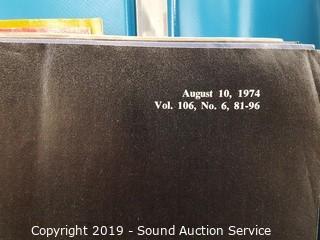 August 10, 1974
Vol. 106, No. 6, 81-96
Copyright 2019 - Sound Auction Service